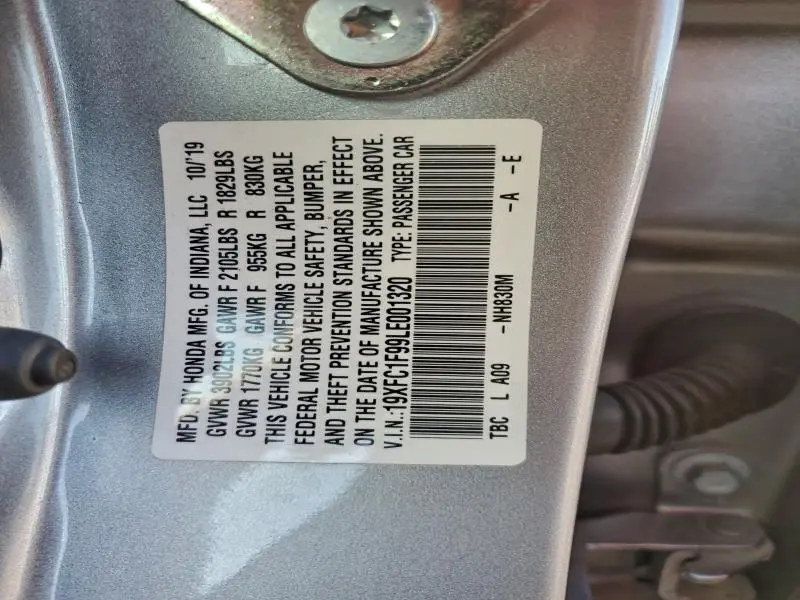 MFD. BY HONDA MFG. OF INDIANA, LLC 10/'19
GVWR 3902LBS GAWR F 2105LBS R 1829LBS
GVWR 1770KG GAWR F 955KG R 830KG
THIS VEHICLE CONFORMS TO ALL APPLICABLE
FEDERAL MOTOR VEHICLE SAFETY, BUMPER,
AND THEFT PREVENTION STANDARDS IN EFFECT
ON THE DATE OF MANUFACTURE SHOWN ABOVE.
V.I.N.:19XFC1F99LE001320 TYPE: PASSENGER CAR
TBC L A09 -NH830M -A -E